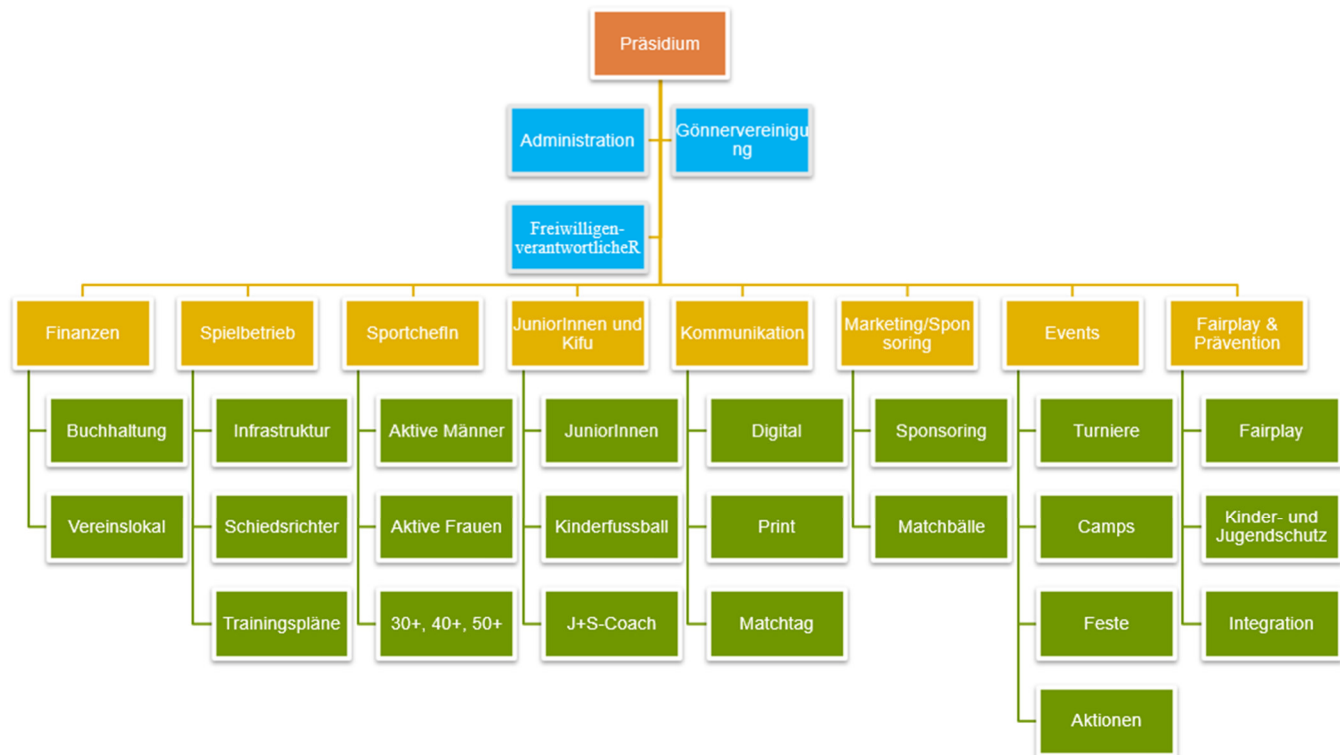 Präsidium
Administration
Gönnervereinigu
ng
Freiwilligen-
verantwortlicheR
Finanzen
Spielbetrieb
SportchefIn
JuniorInnen und
Kifu
Kommunikation
Marketing/Spon
soring
Events
Fairplay &
Prävention
Buchhaltung
Infrastruktur
Aktive Männer
JuniorInnen
Digital
Sponsoring
Turniere
Fairplay
Vereinslokal
Schiedsrichter
Aktive Frauen
Kinderfussball
Print
Matchbälle
Camps
Kinder- und
Jugendschutz
Trainingspläne
30+, 40+, 50+
J+S-Coach
Matchtag
Feste
Integration
Aktionen